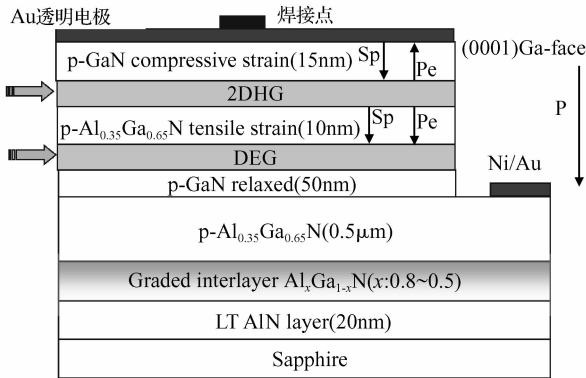 Au透明电极
焊接点
p-GaN compressive strain(15nm)
Sp
Pe
(0001)Ga-face
2DHG
P
p-Al0.35Ga0.65N tensile strain(10nm)
Sp
Pe
DEG
Ni/Au
p-GaN relaxed(50nm)
p-Al0.35Ga0.65N(0.5μm)
Graded interlayer AlxGa1-xN(x:0.8~0.5)
LT AlN layer(20nm)
Sapphire